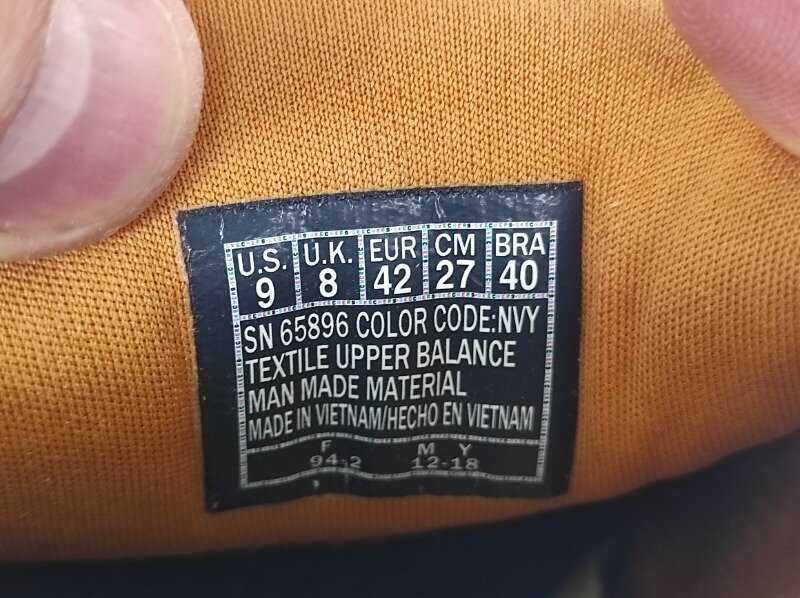 U.S. U.K. EUR CM BRA
9 8 42 27 40
SN 65896 COLOR CODE:NVY
TEXTILE UPPER BALANCE
MAN MADE MATERIAL
MADE IN VIETNAM/HECHO EN VIETNAM
F M Y
94-2 12-18